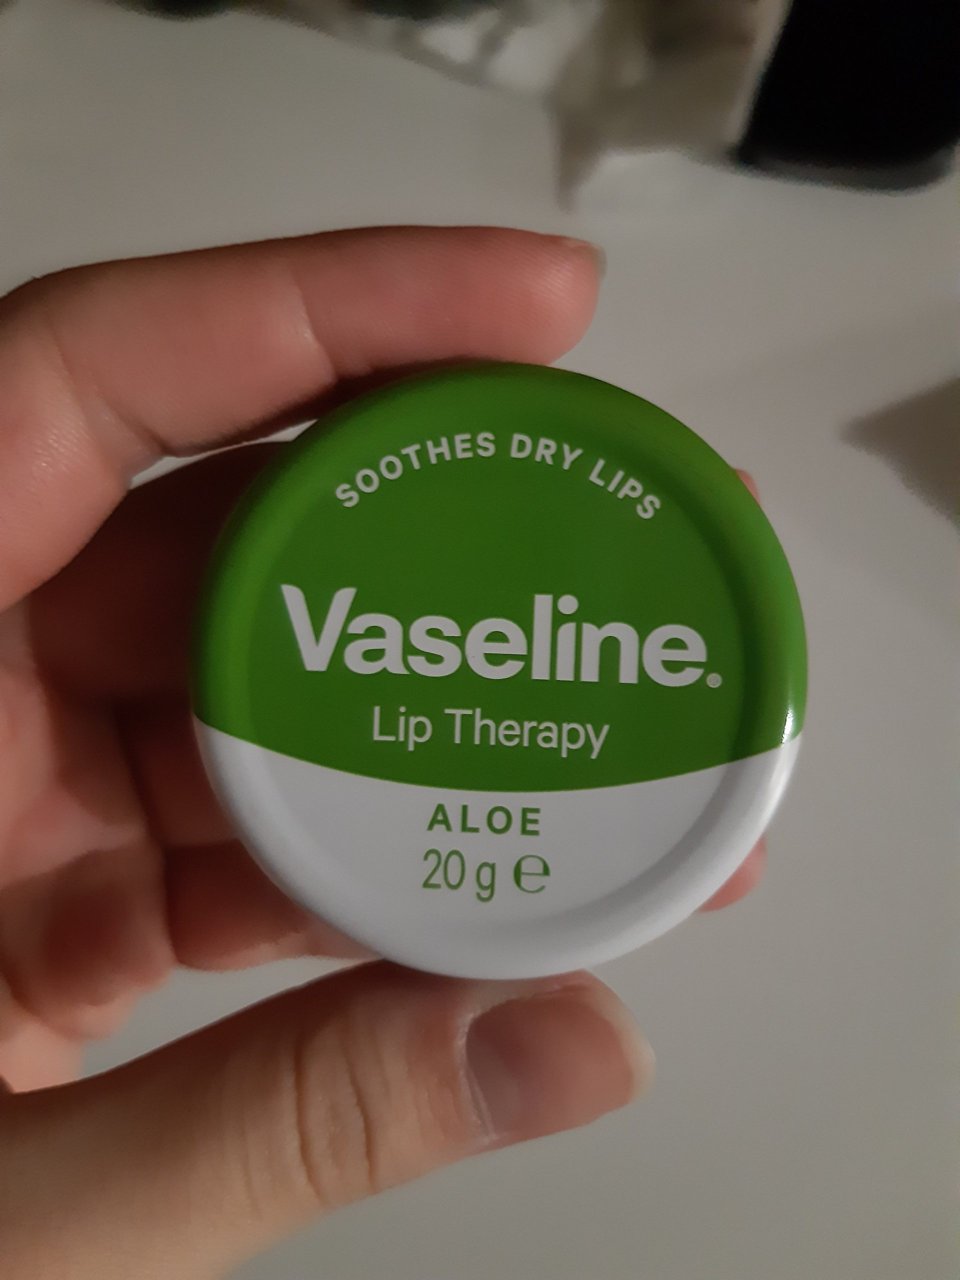 SOOTHES DRY LIPS
Vaseline.
Lip Therapy
ALOE
20 g ℮